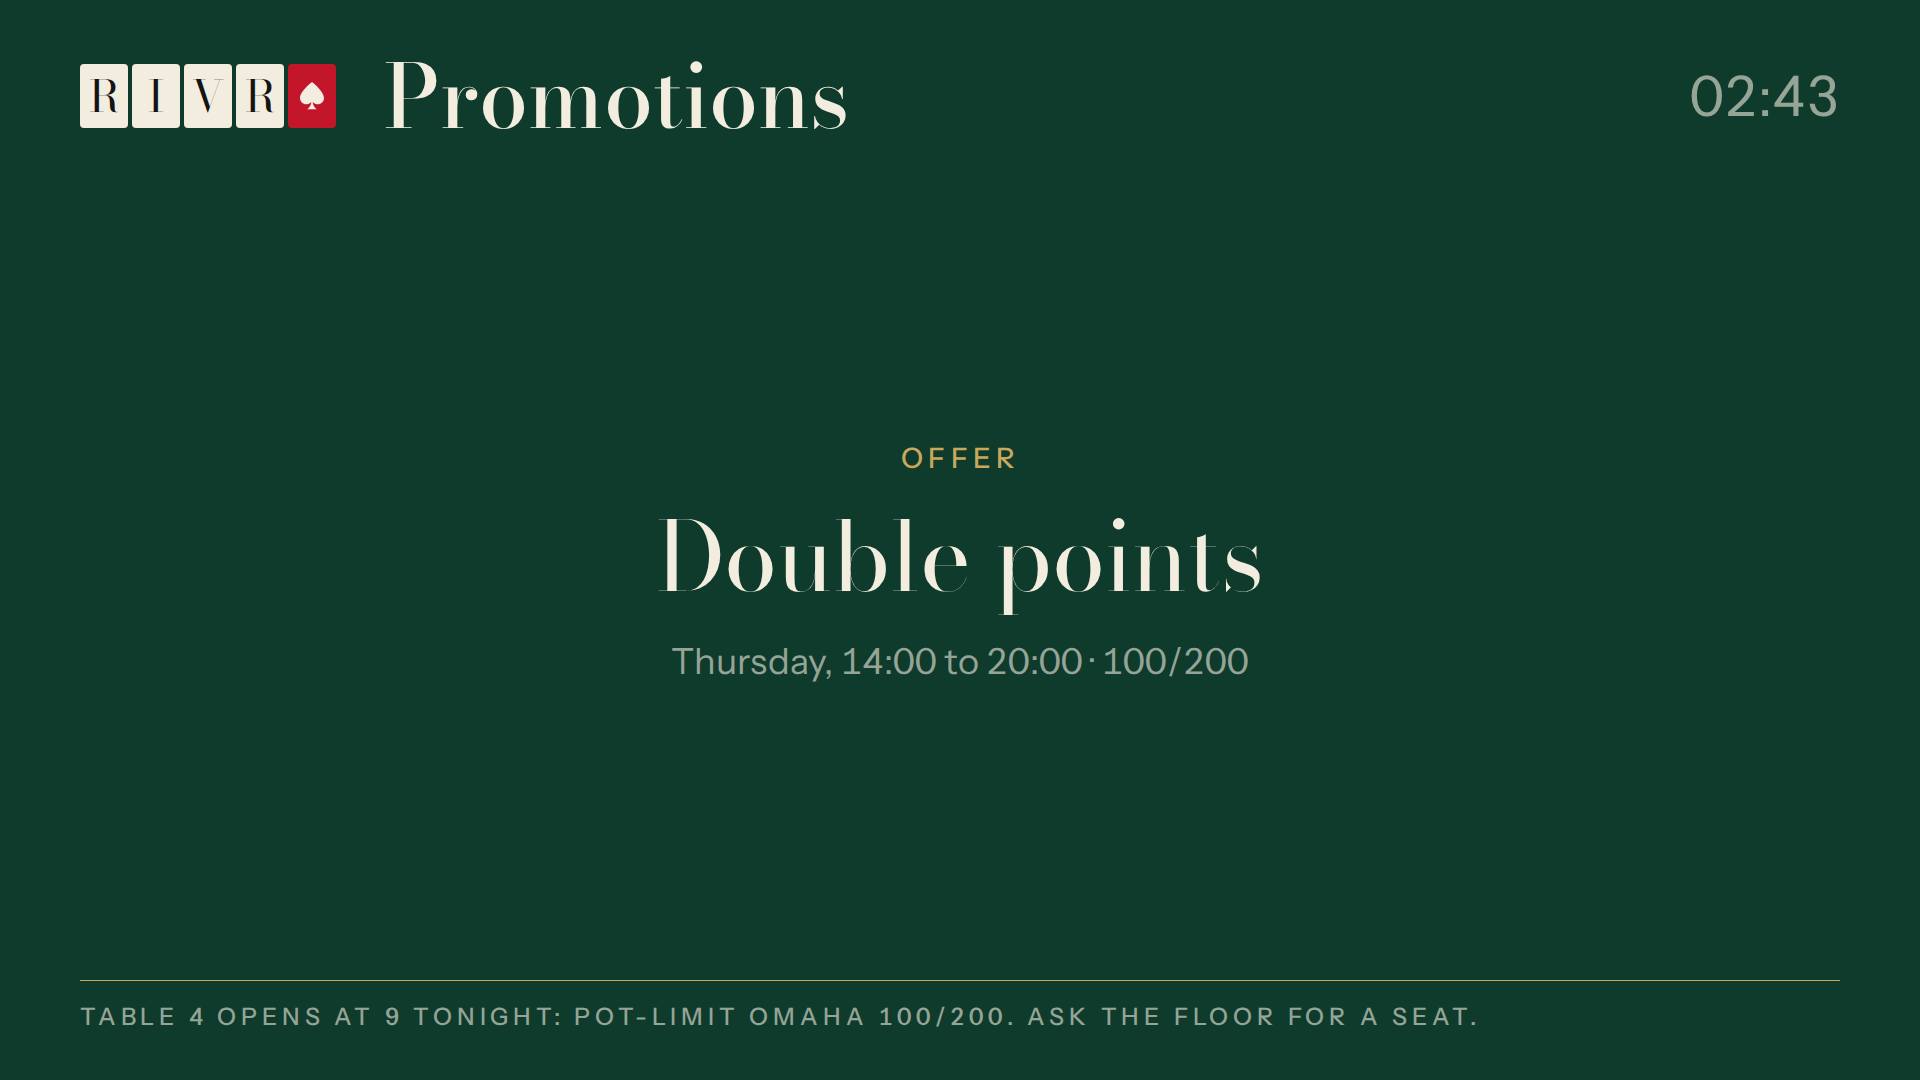 RIVR Promotions 02:43
OFFER
Double points
Thursday, 14:00 to 20:00 · 100/200
TABLE 4 OPENS AT 9 TONIGHT: POT-LIMIT OMAHA 100/200. ASK THE FLOOR FOR A SEAT.